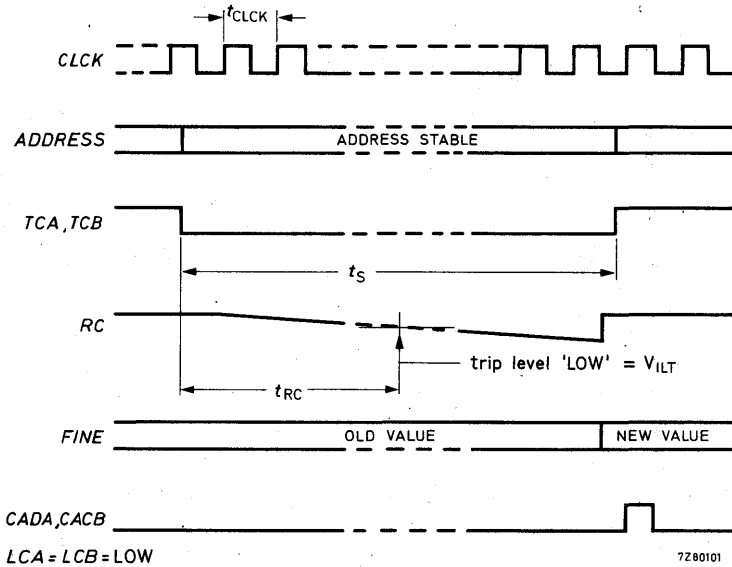 tCLCK
CLCK
ADDRESS
ADDRESS STABLE
TCA,TCB
tS
RC
trip level 'LOW' = VILT
tRC
FINE
OLD VALUE
NEW VALUE
CADA,CACB
LCA = LCB = LOW
7Z80101